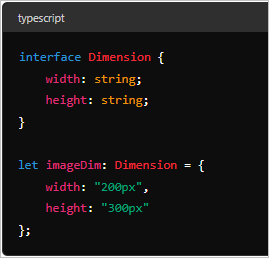 typescript
interface Dimension {
    width: string;
    height: string;
}

let imageDim: Dimension = {
    width: "200px",
    height: "300px"
};